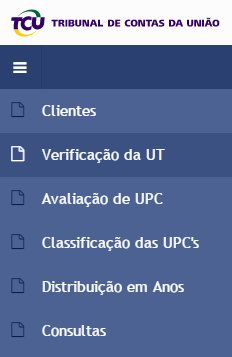 TCU TRIBUNAL DE CONTAS DA UNIÃO
Clientes
Verificação da UT
Avaliação de UPC
Classificação das UPC's
Distribuição em Anos
Consultas